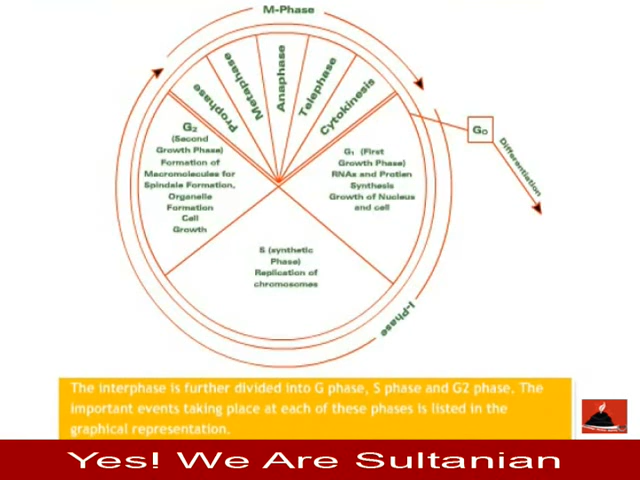 M-Phase
Prophase
Metaphase
Anaphase
Telephase
Cytokinesis
G2
(Second
Growth Phase)
Formation of
Macromolecules for
Spindale Formation,
Organelle
Formation
Cell
Growth
G1 (First
Growth Phase)
RNAs and Protien
Synthesis
Growth of Nucleus
and cell
G0
Differentiation
S (synthetic
Phase)
Replication of
chromosomes
I-Phase
The interphase is further divided into G phase, S phase and G2 phase. The
important events taking place at each of these phases is listed in the
graphical representation.
Yes! We Are Sultanian